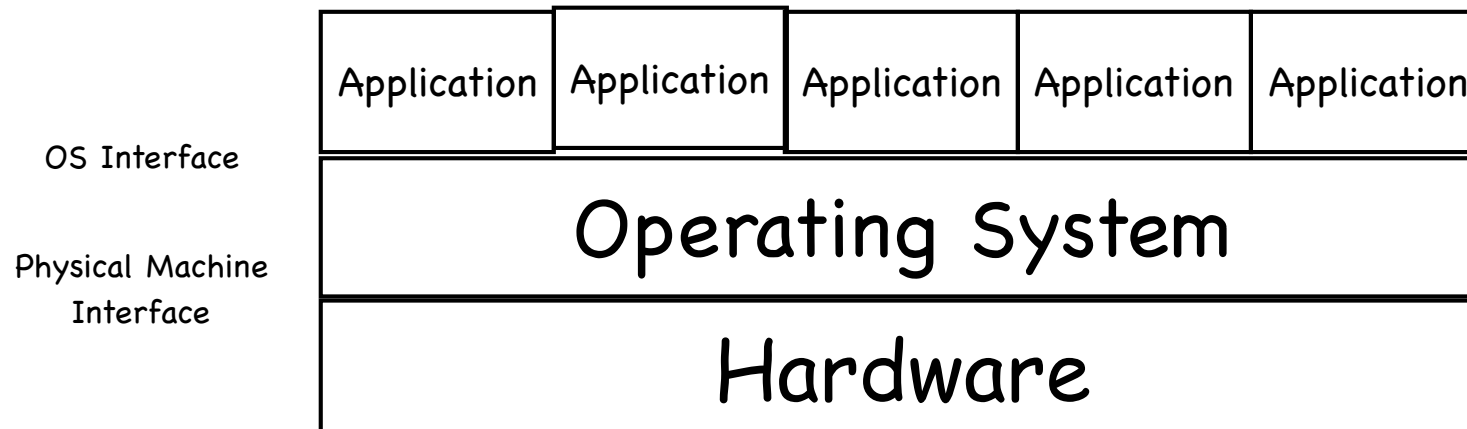 Application Application Application Application Application
OS Interface
Operating System
Physical Machine
Interface
Hardware